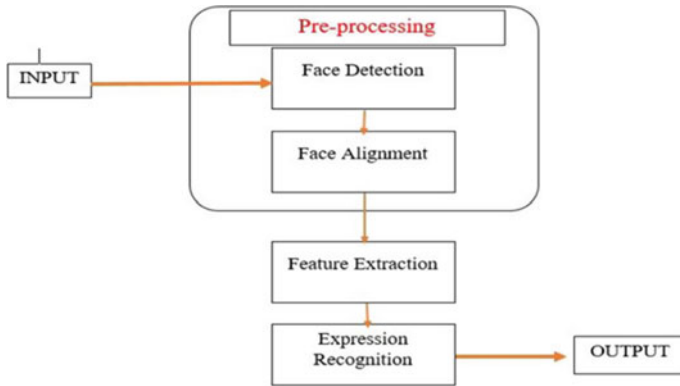 Pre-processing
INPUT
Face Detection
Face Alignment
Feature Extraction
Expression
Recognition
OUTPUT